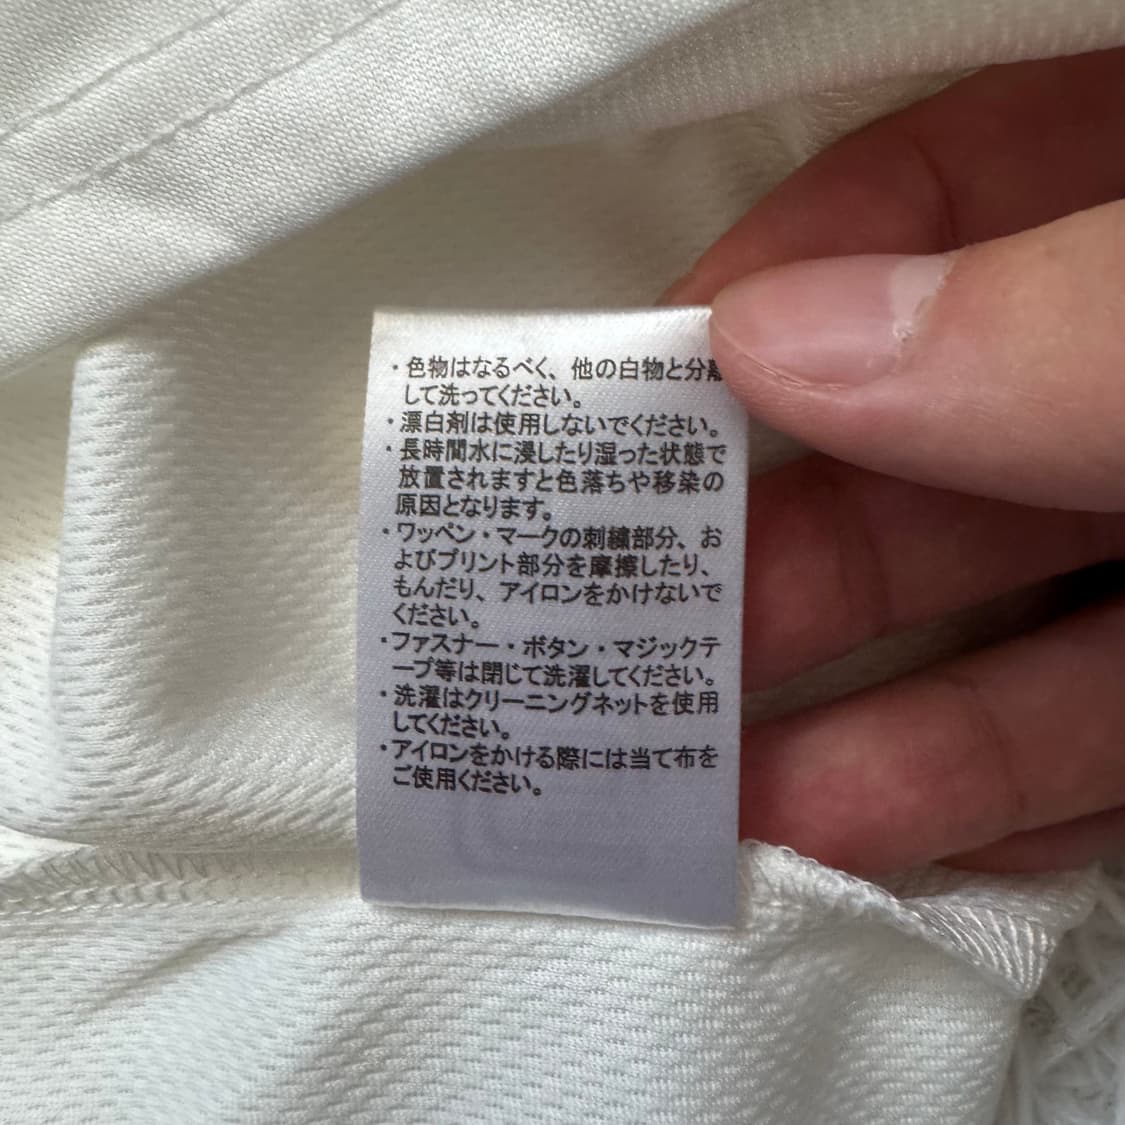 ・色物はなるべく、他の白物と分離
して洗ってください。
・漂白剤は使用しないでください。
・長時間水に浸したり湿った状態で
放置されますと色落ちや移染の
原因となります。
・ワッペン・マークの刺繍部分、お
よびプリント部分を摩擦したり、
もんだり、アイロンをかけないで
ください。
・ファスナー・ボタン・マジックテ
ープ等は閉じて洗濯してください。
・洗濯はクリーニングネットを使用
してください。
・アイロンをかける際には当て布を
ご使用ください。